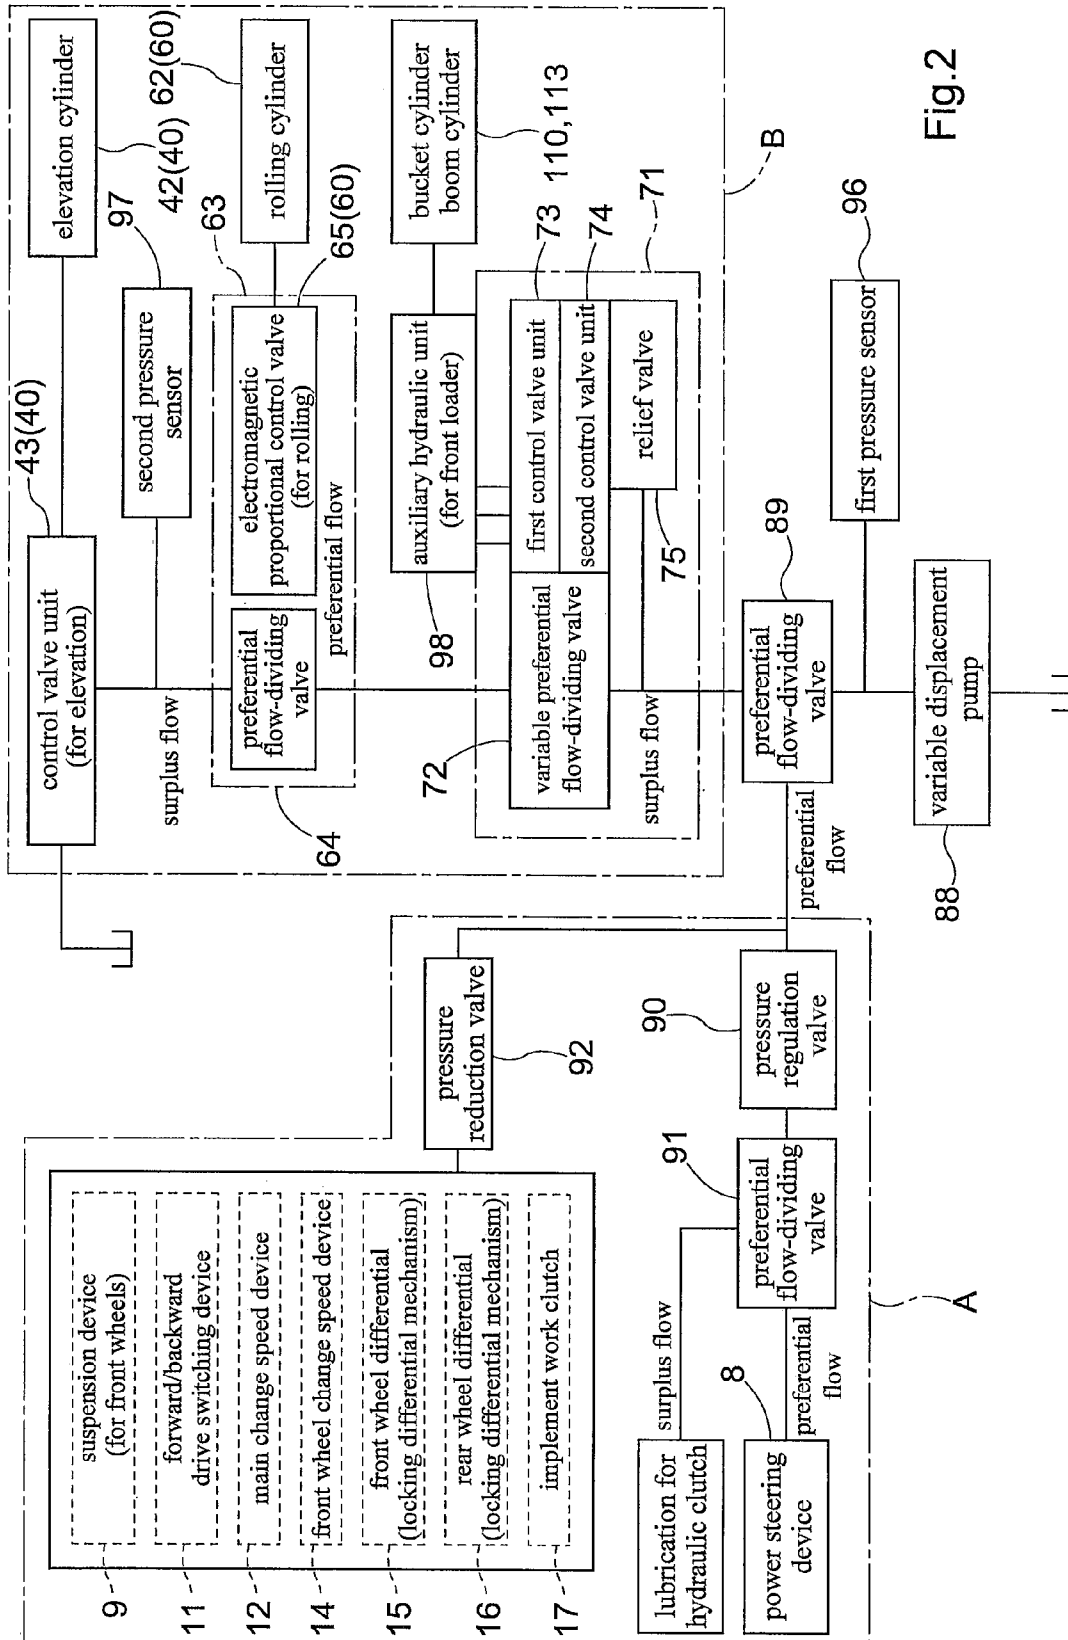 Fig.2
43(40)
control valve unit
(for elevation)
elevation cylinder
42(40)
97
second pressure
sensor
surplus flow
63
62(60)
rolling cylinder
electromagnetic
proportional control valve
(for rolling)
65(60)
preferential
flow-dividing
valve
preferential flow
64
bucket cylinder
boom cylinder
110,113
auxiliary hydraulic unit
(for front loader)
98
73
74
71
B
first control valve unit
second control valve unit
relief valve
75
72
variable preferential
flow-dividing valve
surplus flow
89
preferential
flow-dividing
valve
preferential
flow
96
first pressure sensor
variable displacement
pump
88
pressure
reduction valve
92
90
pressure
regulation
valve
91
preferential
flow-dividing
valve
surplus flow
preferential
flow
lubrication for
hydraulic clutch
8
power steering
device
A
suspension device
(for front wheels)
9
forward/backward
drive switching device
11
main change speed device
12
front wheel change speed device
14
front wheel differential
(locking differential mechanism)
15
rear wheel differential
(locking differential mechanism)
16
implement work clutch
17